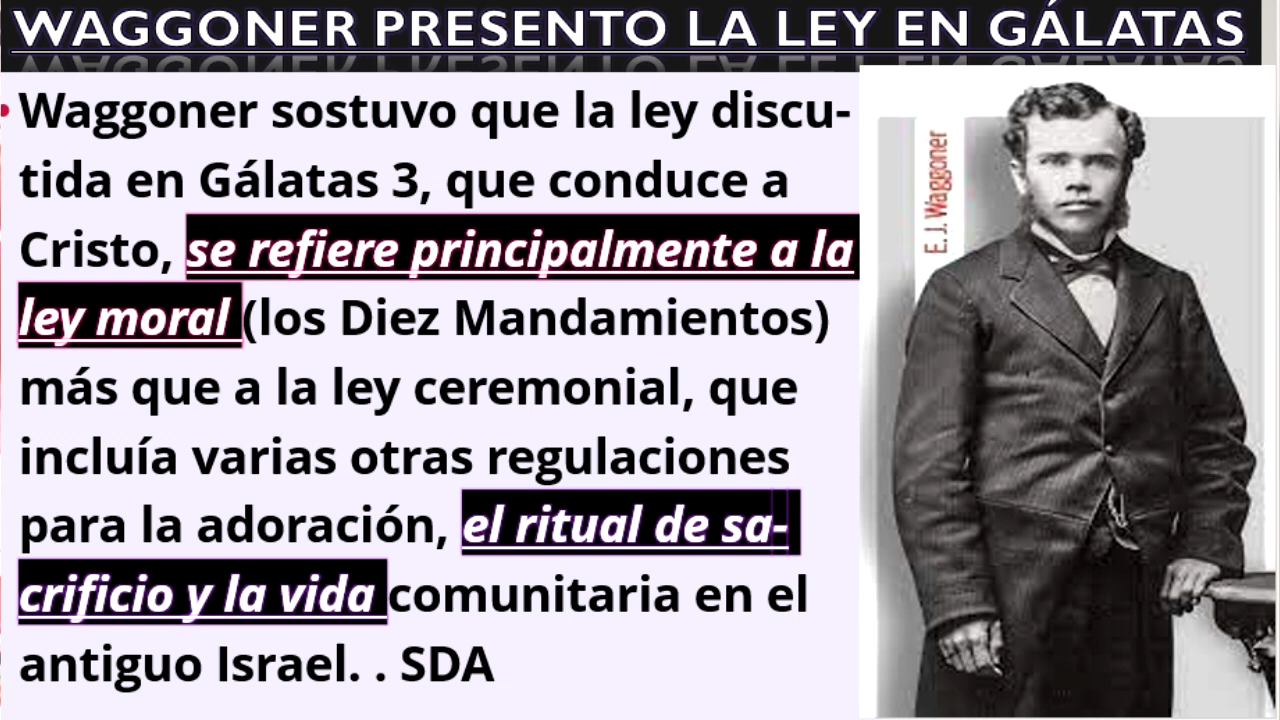 WAGGONER PRESENTO LA LEY EN GÁLATAS
• Waggoner sostuvo que la ley discu-
tida en Gálatas 3, que conduce a
Cristo, se refiere principalmente a la
ley moral (los Diez Mandamientos)
más que a la ley ceremonial, que
incluía varias otras regulaciones
para la adoración, el ritual de sa-
crificio y la vida comunitaria en el
antiguo Israel. . SDA
E.J. Waggoner